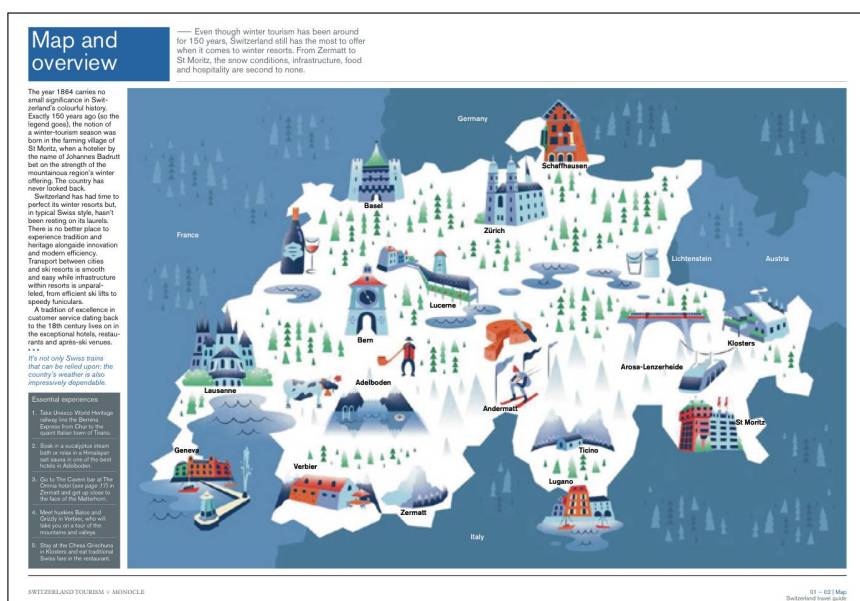 Map and
overview
—— Even though winter tourism has been around
for 150 years, Switzerland still has the most to offer
when it comes to winter resorts. From Zermatt to
St Moritz, the snow conditions, infrastructure, food
and hospitality are second to none.
The year 1864 carries no
small significance in Swit-
zerland's colourful history.
Exactly 150 years ago (so the
legend goes), the notion of
a winter-tourism season was
born in the farming village of
St Moritz, when a hotelier by
the name of Johannes Badrutt
bet on the strength of the
mountainous region's winter
offering. The country has
never looked back.
Switzerland has had time to
perfect its winter resorts but,
in typical Swiss style, hasn't
been resting on its laurels.
There is no better place to
experience tradition and
heritage alongside innovation
and modern efficiency.
Transport between cities
and ski resorts is smooth
and easy while infrastructure
within resorts is unparal-
leled, from efficient ski lifts to
speedy funiculars.
A tradition of excellence in
customer service dating back
to the 18th century lives on in
the exceptional hotels, restau-
rants and après-ski venues.
• • •
It's not only Swiss trains
that can be relied upon: the
country's weather is also
impressively dependable.
Essential experiences
1. Take Unesco World Heritage
railway line the Bernina
Express from Chur to the
quaint Italian town of Tirano.
2. Soak in a eucalyptus steam
bath or relax in a Himalayan
salt sauna in one of the best
hotels in Adelboden.
3. Go to The Cavern bar at The
Omnia hotel (see page 17) in
Zermatt and get up close to
the face of the Matterhorn.
4. Meet huskies Baloo and
Grizzly in Verbier, who will
take you on a tour of the
mountains and valleys.
5. Stay at the Chesa Grischuna
in Klosters and eat traditional
Swiss fare in the restaurant.
Germany
Schaffhausen
Basel
Zürich
France
Lichtenstein
Austria
Lucerne
Bern
Klosters
Arosa-Lenzerheide
Adelboden
Lausanne
Andermatt
St Moritz
Geneva
Ticino
Verbier
Lugano
Zermatt
Italy
SWITZERLAND TOURISM × MONOCLE
01 – 02 | Map
Switzerland travel guide